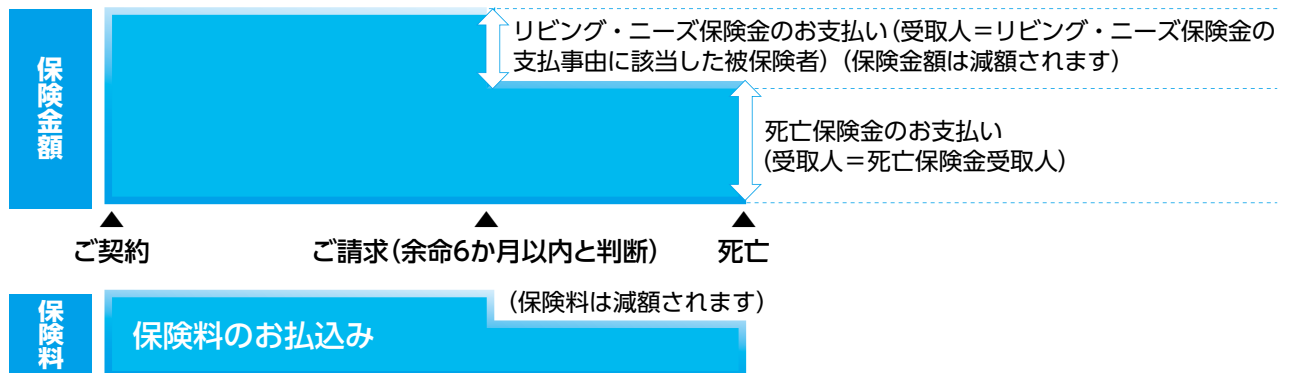 保険金額
リビング・ニーズ保険金のお支払い(受取人＝リビング・ニーズ保険金の
支払事由に該当した被保険者)(保険金額は減額されます)
死亡保険金のお支払い
(受取人＝死亡保険金受取人)
▲ ▲ ▲
ご契約 ご請求(余命6か月以内と判断) 死亡
保険料
(保険料は減額されます)
保険料のお払込み